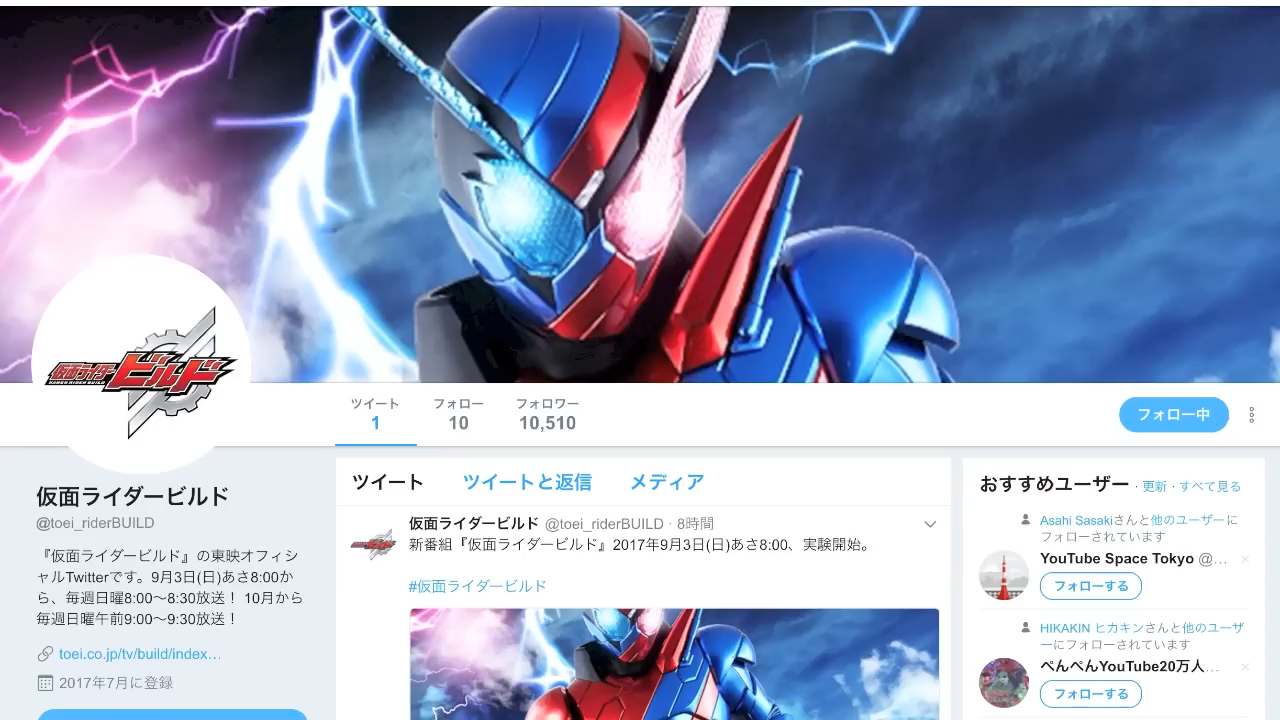 仮面ライダー
ビルド
KAMEN RIDER BUILD
ツイート
1
フォロー
10
フォロワー
10,510
フォロー中
仮面ライダービルド
@toei_riderBUILD
『仮面ライダービルド』の東映オフィシ
ャルTwitterです。9月3日(日)あさ8:00か
ら、毎週日曜8:00〜8:30放送！ 10月から
毎週日曜午前9:00〜9:30放送！
toei.co.jp/tv/build/index…
2017年7月に登録
ツイート ツイートと返信 メディア
仮面ライダービルド @toei_riderBUILD · 8時間
新番組『仮面ライダービルド』2017年9月3日(日)あさ8:00、実験開始。
#仮面ライダービルド
おすすめユーザー · 更新 · すべて見る
Asahi Sasakiさんと他のユーザーに
フォローされています
YouTube Space Tokyo @…
フォローする
HIKAKIN ヒカキンさんと他のユーザ
ーにフォローされています
ぺんぺんYouTube20万人…
フォローする